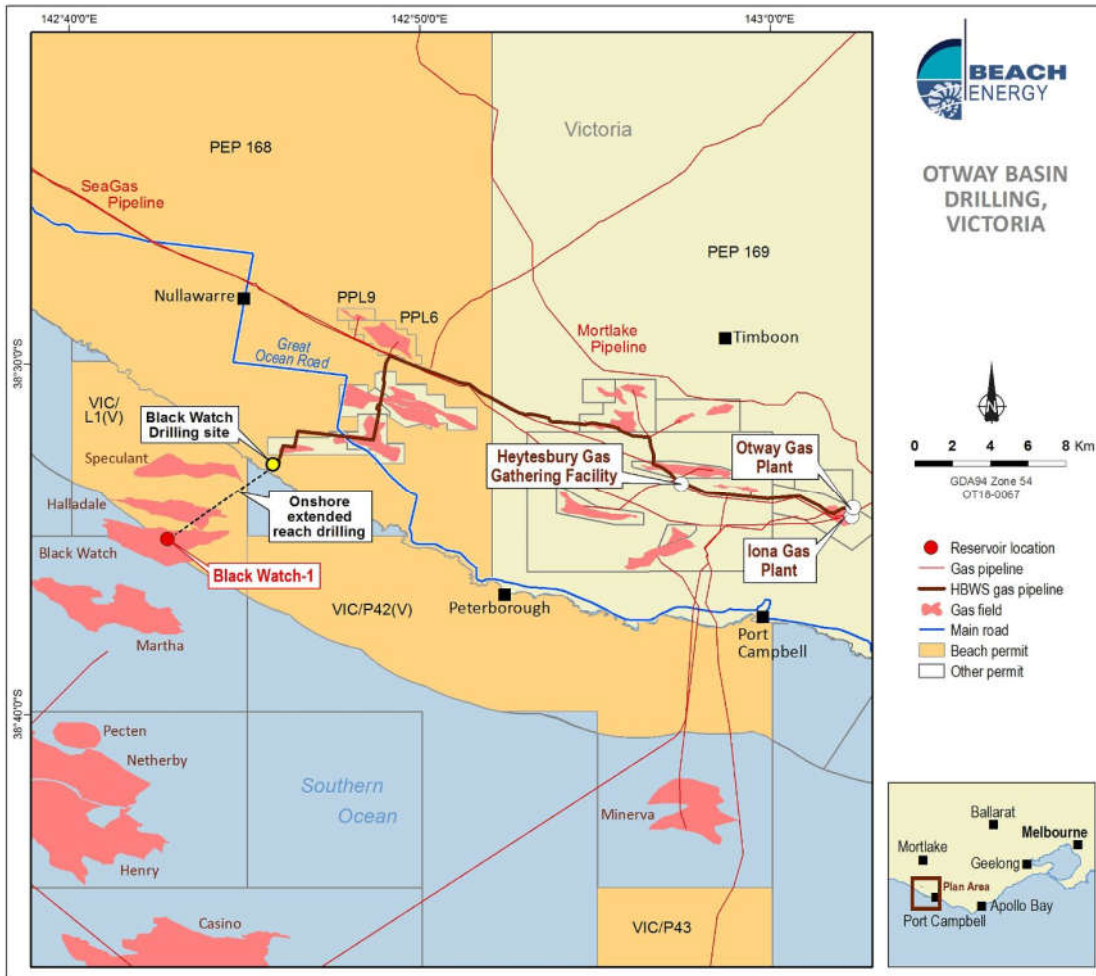 142°40'0"E
142°50'0"E
143°0'0"E
BEACH
ENERGY
OTWAY BASIN
DRILLING,
VICTORIA
Victoria
PEP 168
SeaGas
Pipeline
PEP 169
Nullawarre
PPL9
PPL6
Mortlake
Pipeline
Timboon
Great
Ocean Road
38°30'0"S
VIC/
L1(V)
Black Watch
Drilling site
Speculant
Heytesbury Gas
Gathering Facility
Otway Gas
Plant
Halladale
Onshore
extended
reach drilling
Black Watch
Black Watch-1
Iona Gas
Plant
VIC/P42(V)
Peterborough
Port
Campbell
Martha
38°40'0"S
Pecten
Netherby
Southern
Ocean
Minerva
Henry
Casino
VIC/P43
N
0 2 4 6 8 Km
GDA94 Zone 54
OT18-0067
Reservoir location
Gas pipeline
HBWS gas pipeline
Gas field
Main road
Beach permit
Other permit
Ballarat
Melbourne
Mortlake
Geelong
Plan Area
Apollo Bay
Port Campbell